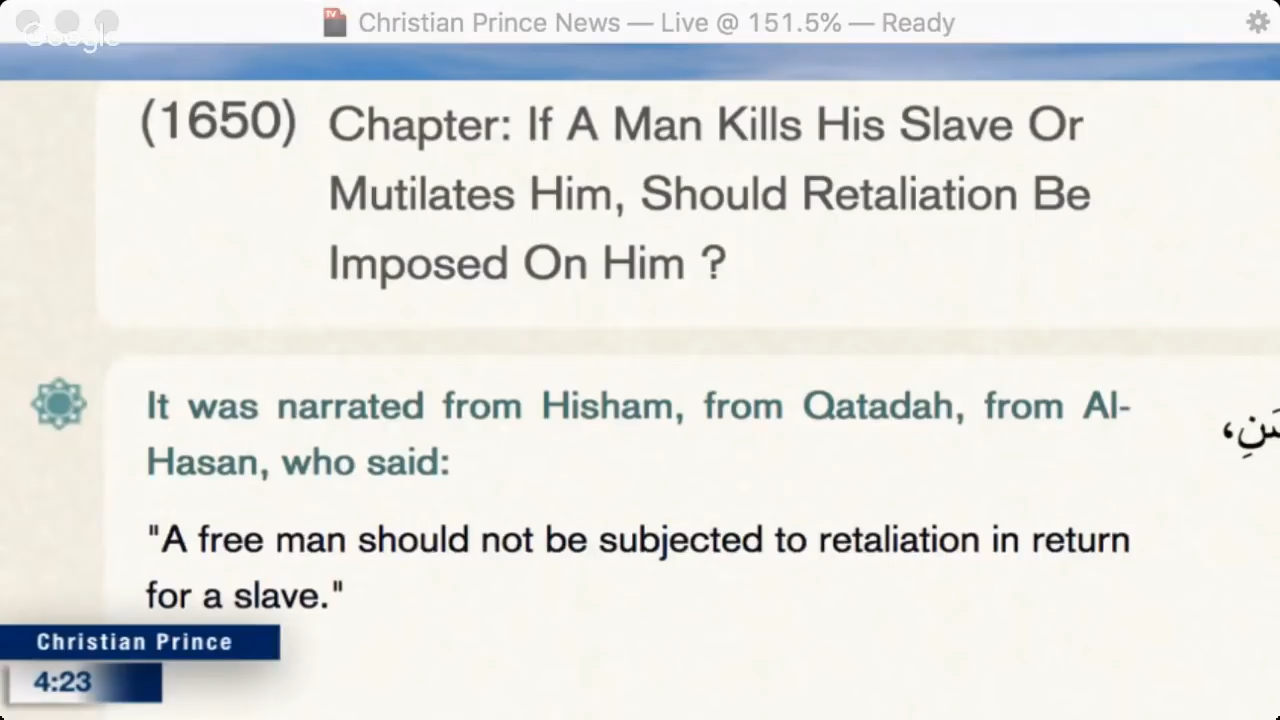 Christian Prince News — Live @ 151.5% — Ready
Google
(1650) Chapter: If A Man Kills His Slave Or
Mutilates Him, Should Retaliation Be
Imposed On Him ?
It was narrated from Hisham, from Qatadah, from Al-
Hasan, who said:
"A free man should not be subjected to retaliation in return
for a slave."
Christian Prince
4:23